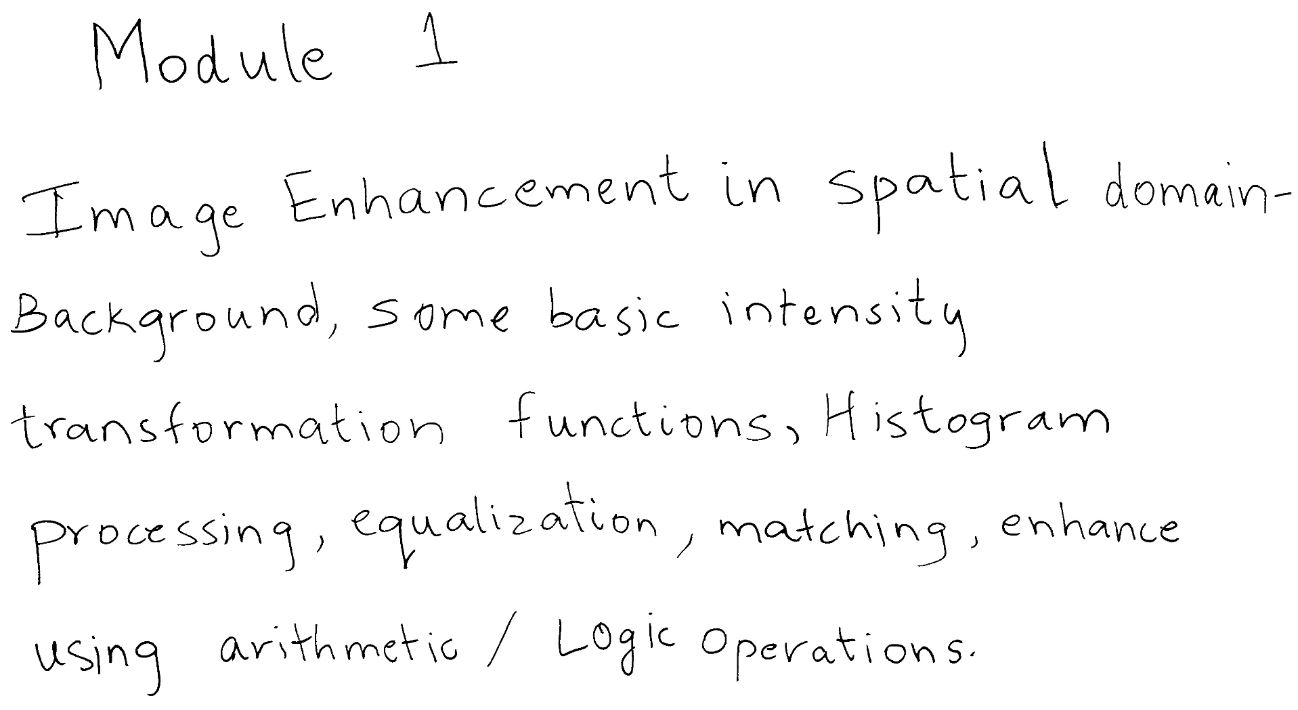 Module 1
Image Enhancement in spatial domain-
Background, some basic intensity
transformation functions, Histogram
processing, equalization, matching, enhance
using arithmetic / Logic operations.